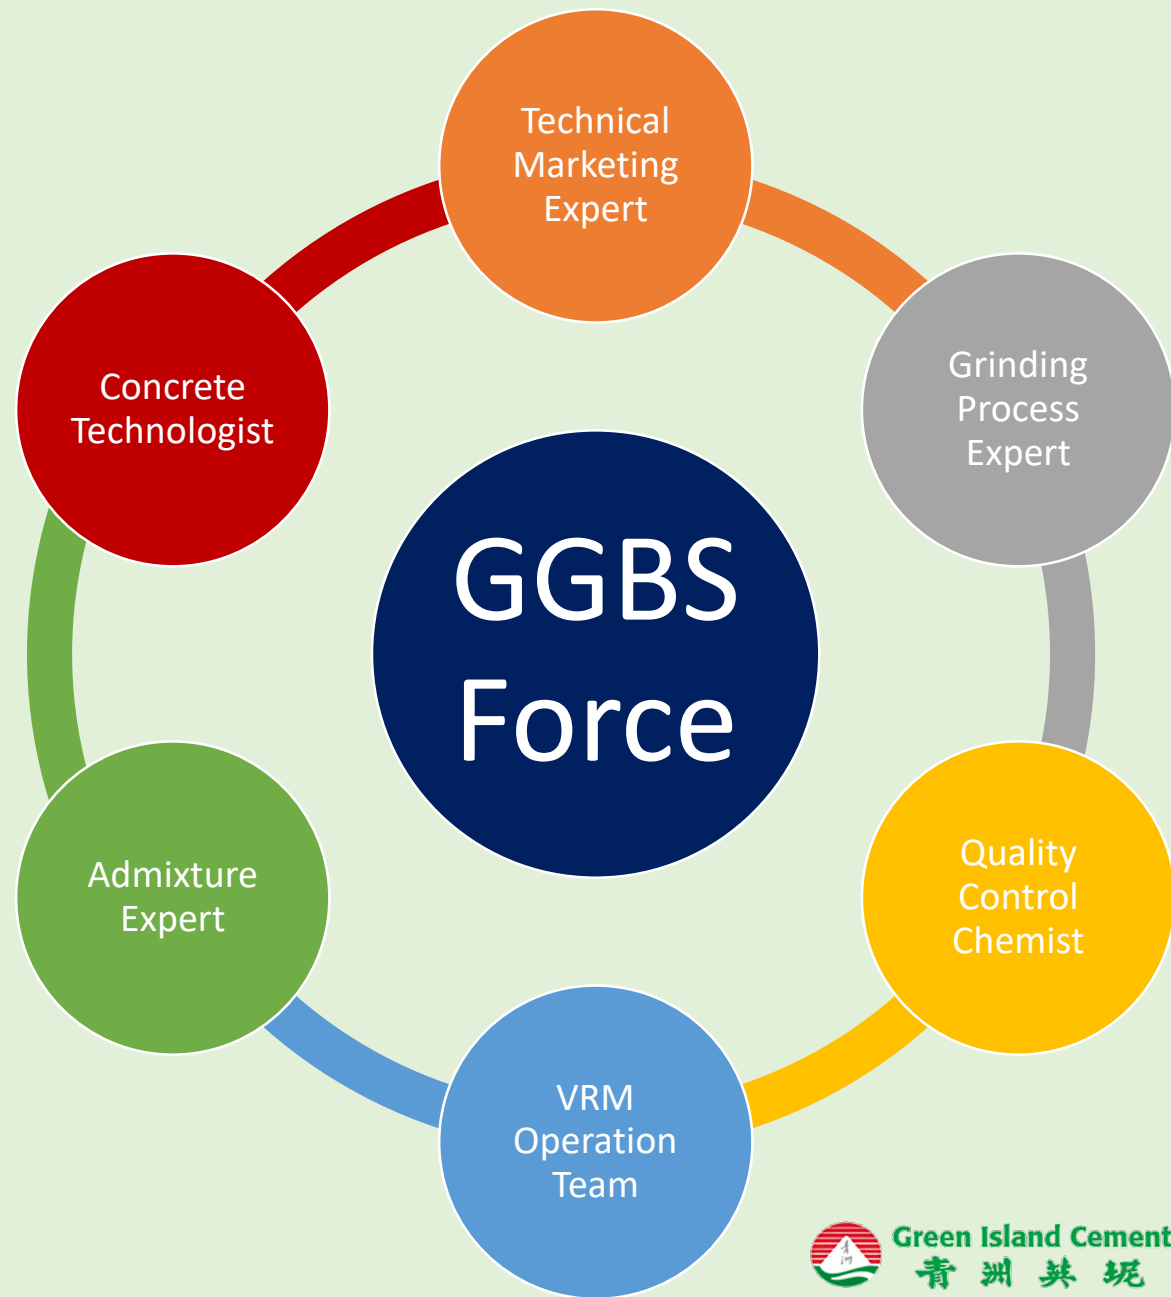 Technical
Marketing
Expert
Grinding
Process
Expert
Concrete
Technologist
GGBS
Force
Quality
Control
Chemist
Admixture
Expert
VRM
Operation
Team
Green Island Cement
青洲英坭